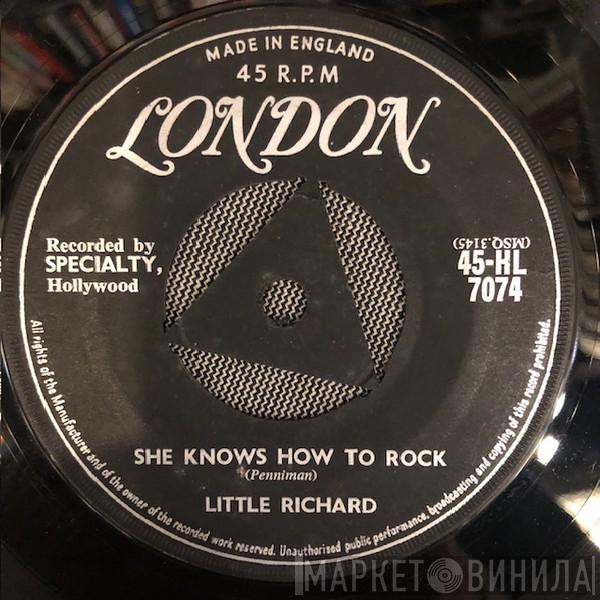 MADE IN ENGLAND
45 R.P.M
LONDON
Recorded by
SPECIALTY,
Hollywood
(MSQ.3145)
45-HL
7074
SHE KNOWS HOW TO ROCK
(Penniman)
LITTLE RICHARD
All rights of the Manufacturer and of the owner of the recorded work reserved. Unauthorised public performance, broadcasting and copying of this record prohibited.
МАРКЕТ ВИНИЛА